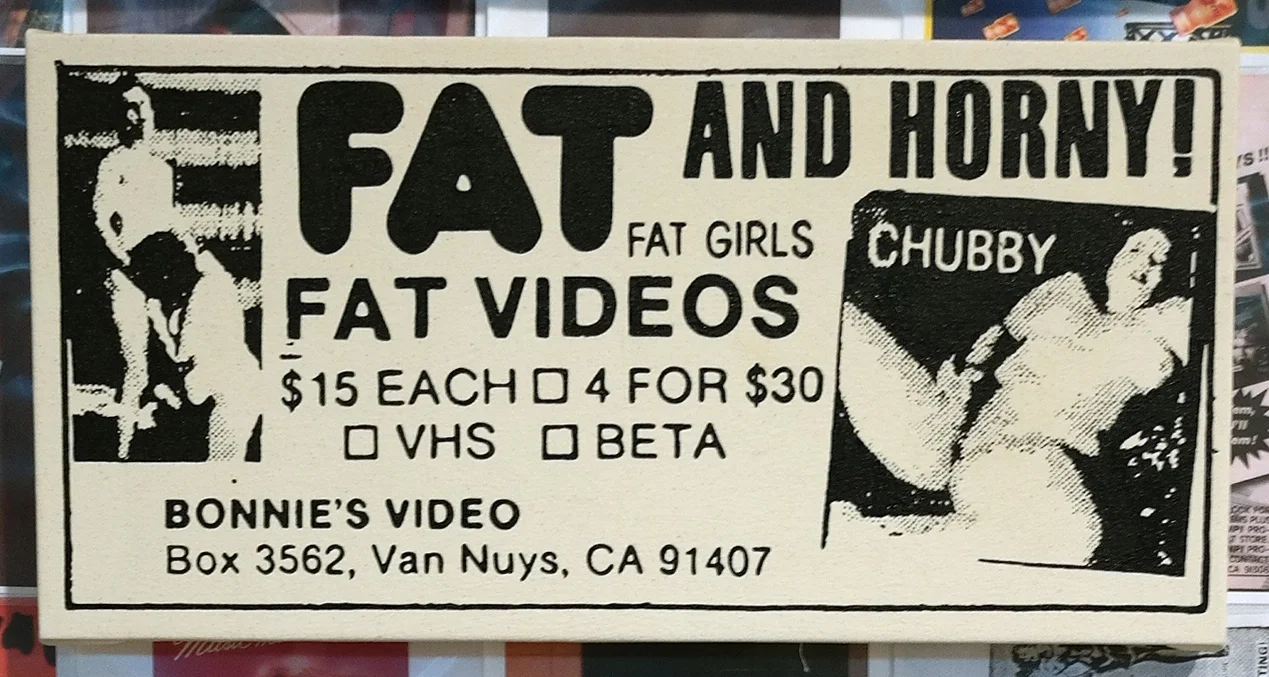 FAT AND HORNY!
FAT GIRLS
CHUBBY
FAT VIDEOS
$15 EACH □ 4 FOR $30
□ VHS □ BETA
BONNIE'S VIDEO
Box 3562, Van Nuys, CA 91407